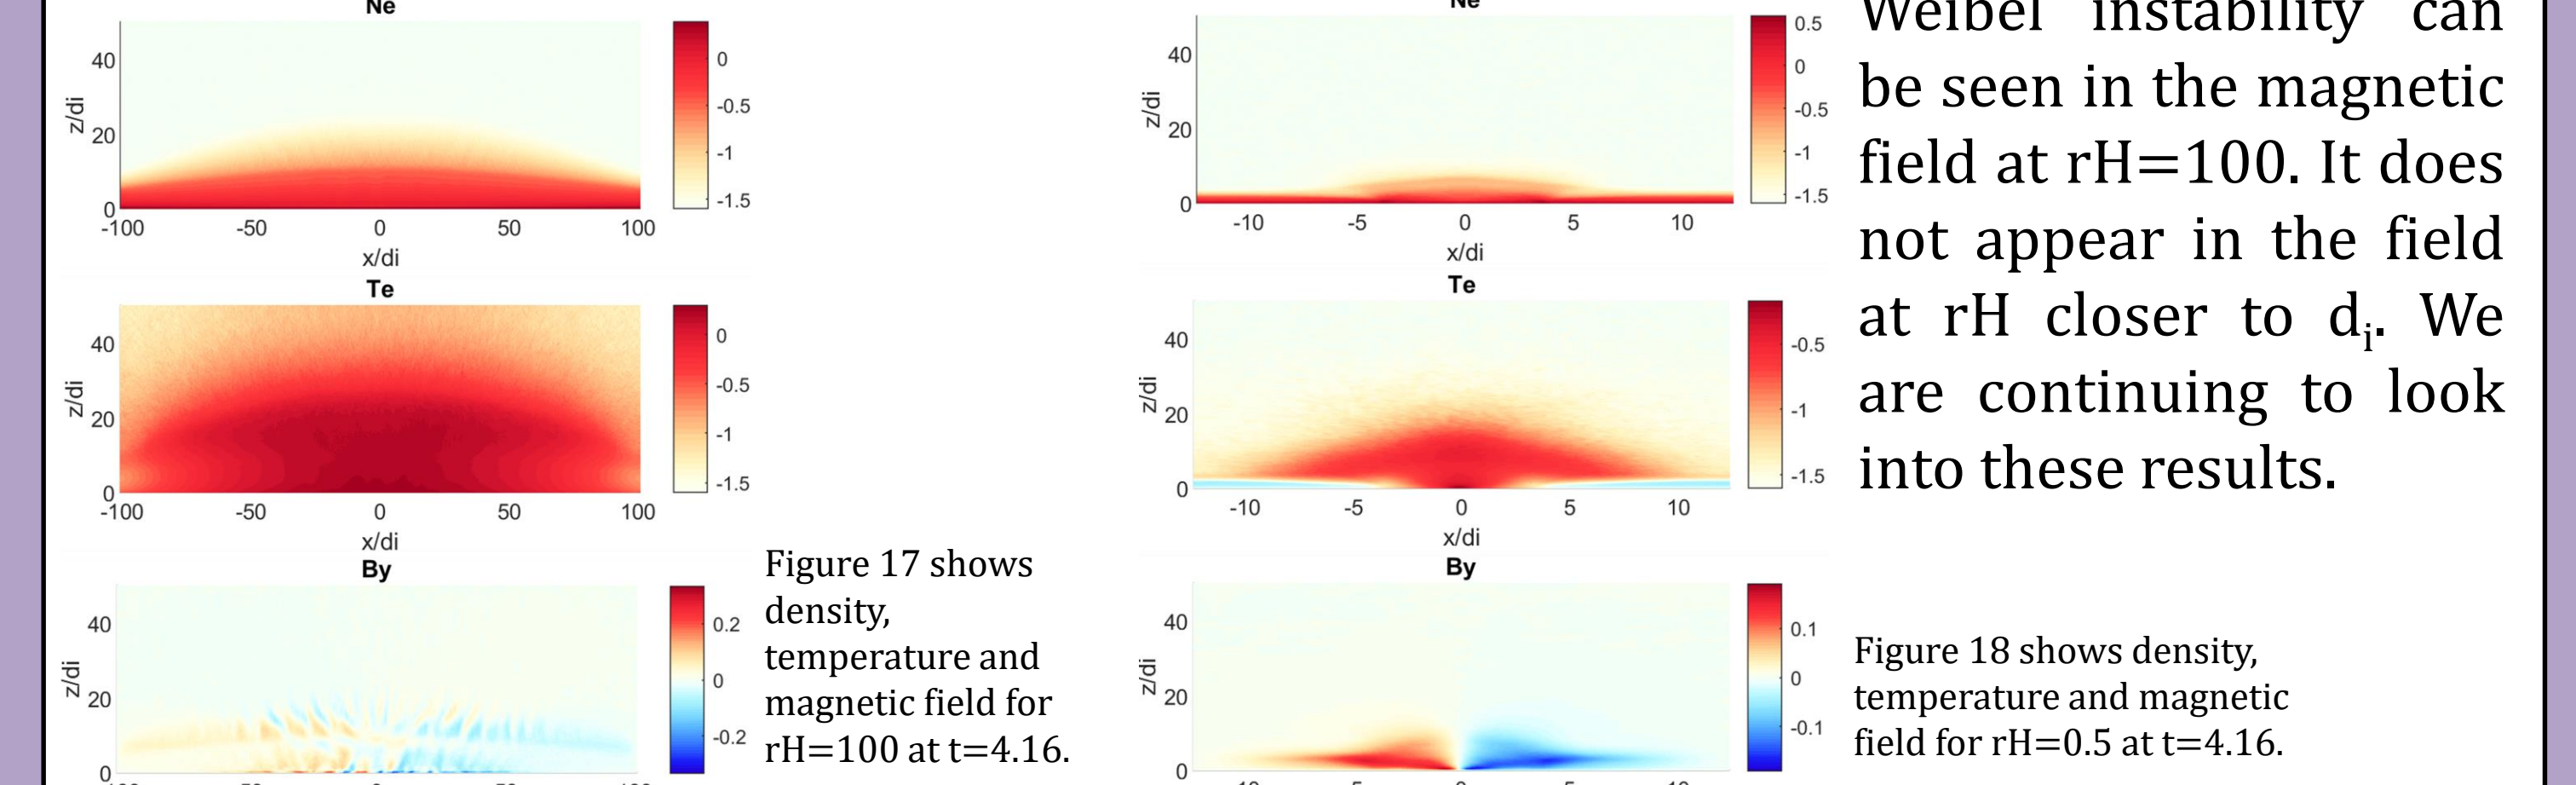 Ne
40
20
0
z/di
-100 -50 0 50 100
x/di
0
-0.5
-1
-1.5
Te
40
20
0
z/di
-100 -50 0 50 100
x/di
0
-0.5
-1
-1.5
By
40
20
0
z/di
0.2
0
-0.2
Figure 17 shows
density,
temperature and
magnetic field for
rH=100 at t=4.16.
Ne
40
20
0
z/di
-10 -5 0 5 10
x/di
0.5
0
-0.5
-1
-1.5
Te
40
20
0
z/di
-10 -5 0 5 10
x/di
-0.5
-1
-1.5
By
40
20
0
z/di
0.1
0
-0.1
Weibel instability can
be seen in the magnetic
field at rH=100. It does
not appear in the field
at rH closer to di. We
are continuing to look
into these results.
Figure 18 shows density,
temperature and magnetic
field for rH=0.5 at t=4.16.